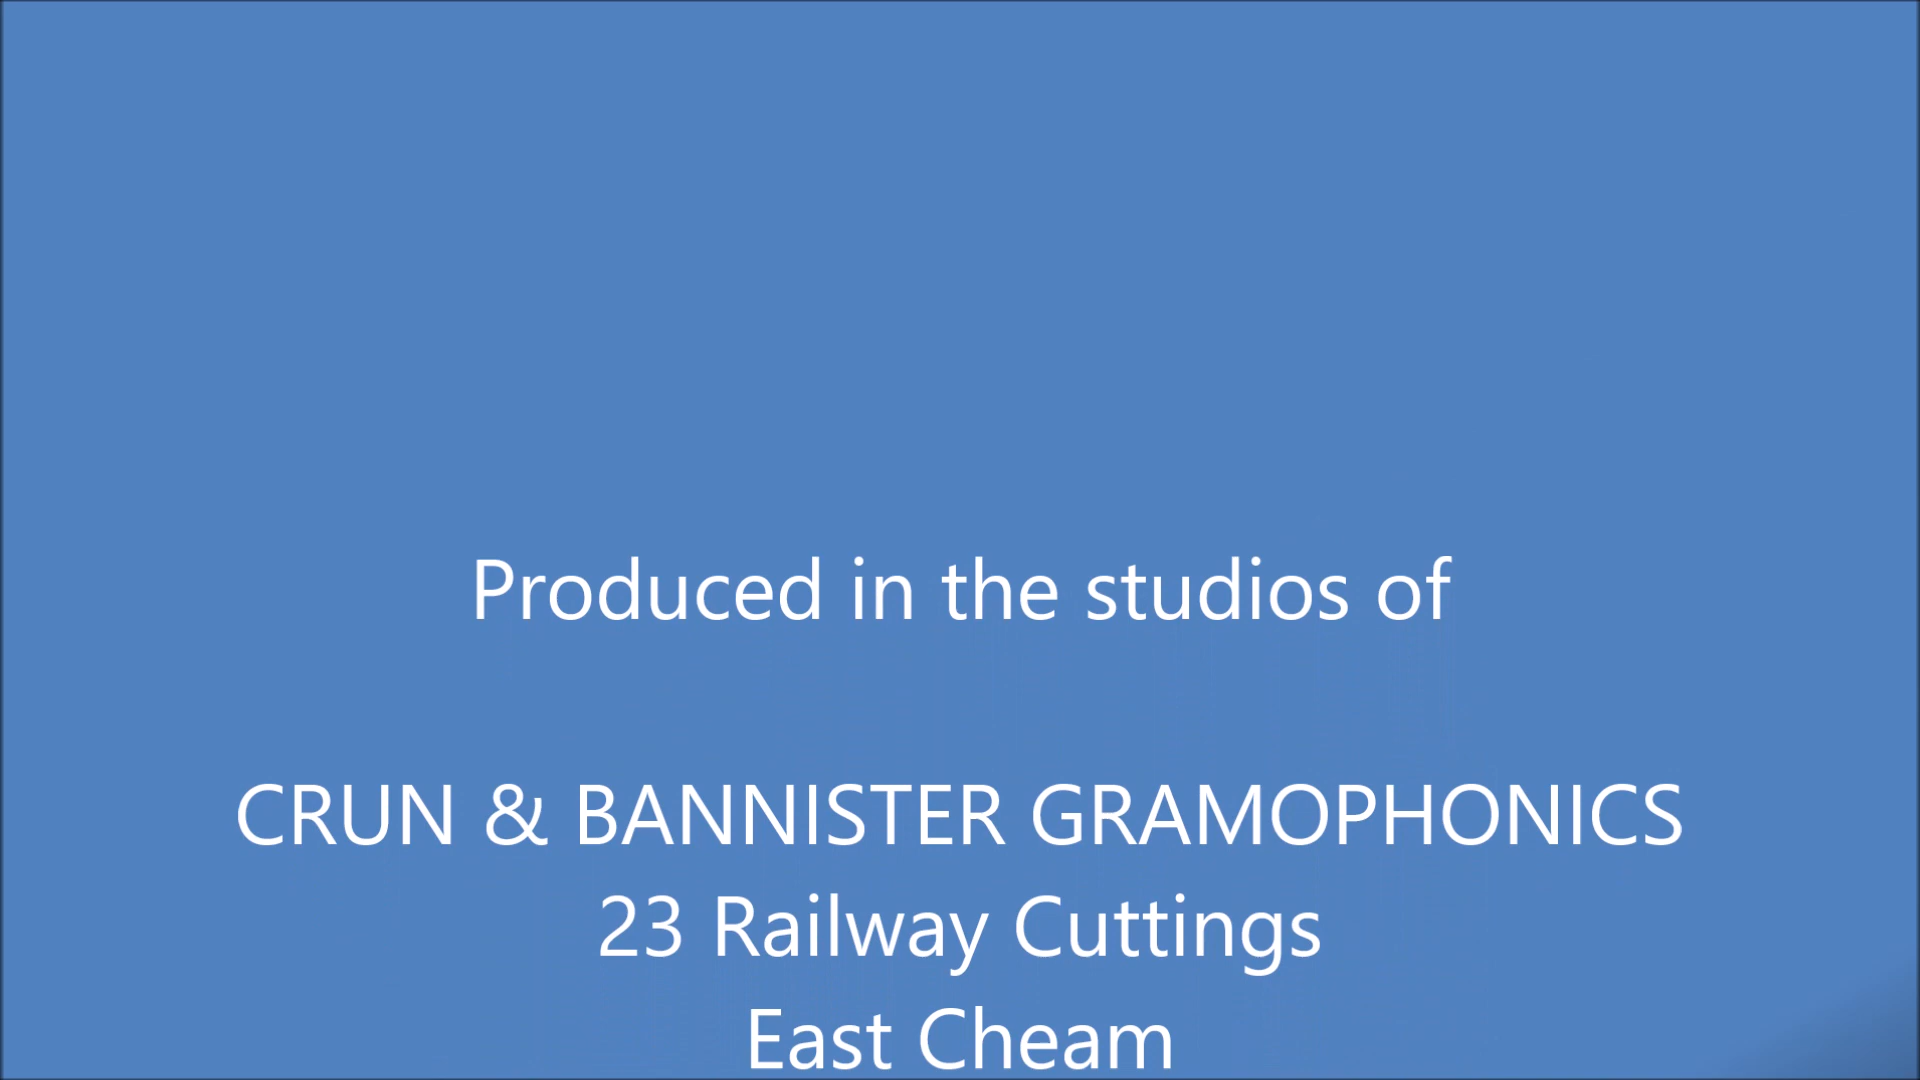 Produced in the studios of
CRUN & BANNISTER GRAMOPHONICS
23 Railway Cuttings
East Cheam